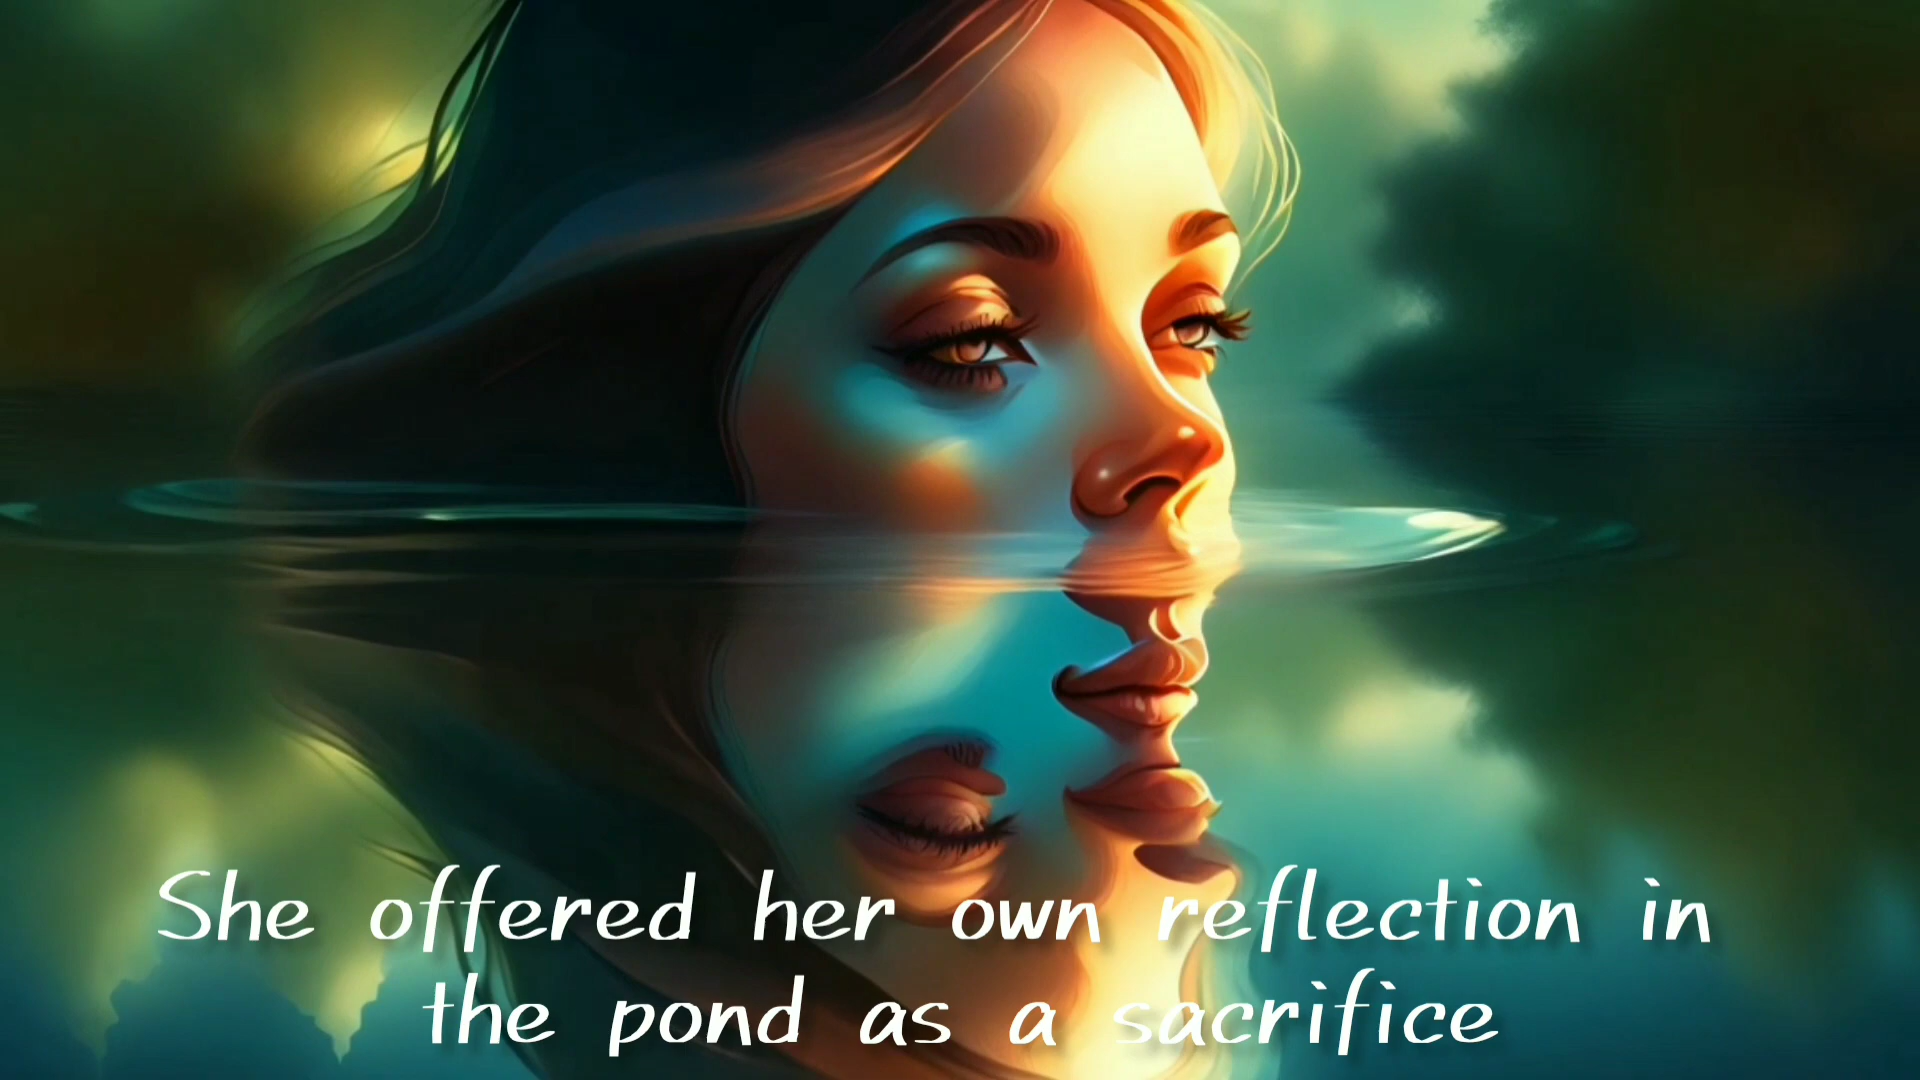 She offered her own reflection in
the pond as a sacrifice